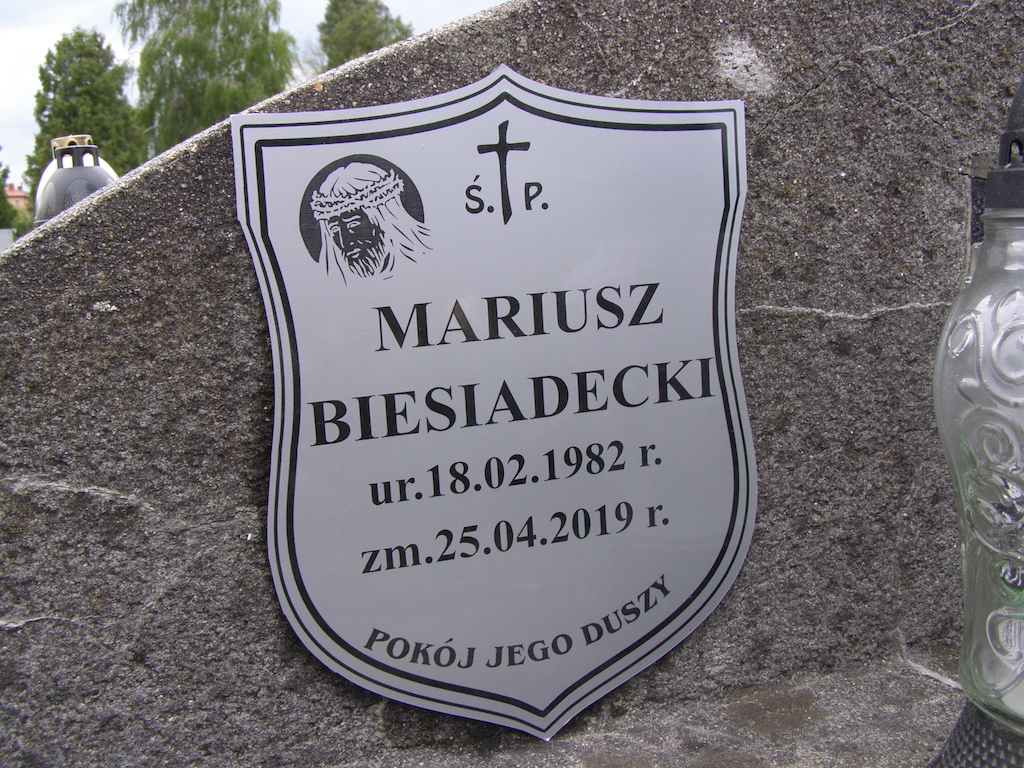 Ś. P.
MARIUSZ
BIESIADECKI
ur.18.02.1982 r.
zm.25.04.2019 r.
POKÓJ JEGO DUSZY